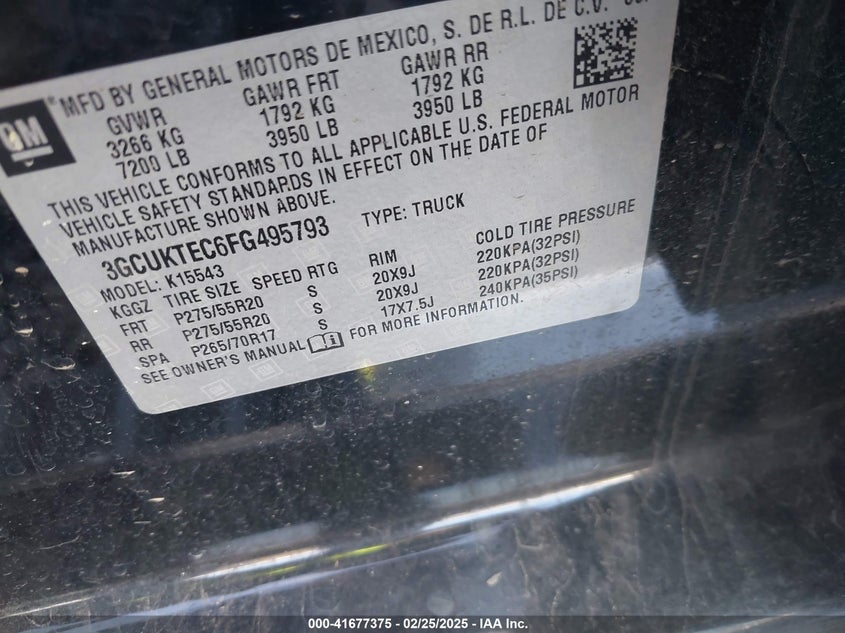 MFD BY GENERAL MOTORS DE MEXICO, S. DE R.L. DE C.V.
GM
GVWR GAWR FRT GAWR RR
3266 KG 1792 KG 1792 KG
7200 LB 3950 LB 3950 LB
THIS VEHICLE CONFORMS TO ALL APPLICABLE U.S. FEDERAL MOTOR
VEHICLE SAFETY STANDARDS IN EFFECT ON THE DATE OF
MANUFACTURE SHOWN ABOVE.
3GCUKTEC6FG495793 TYPE: TRUCK
MODEL: K15543
KGGZ TIRE SIZE SPEED RTG RIM COLD TIRE PRESSURE
FRT P275/55R20 S 20X9J 220KPA(32PSI)
RR P275/55R20 S 20X9J 220KPA(32PSI)
SPA P265/70R17 S 17X7.5J 240KPA(35PSI)
SEE OWNER'S MANUAL FOR MORE INFORMATION.
000-41677375 - 02/25/2025 - IAA Inc.